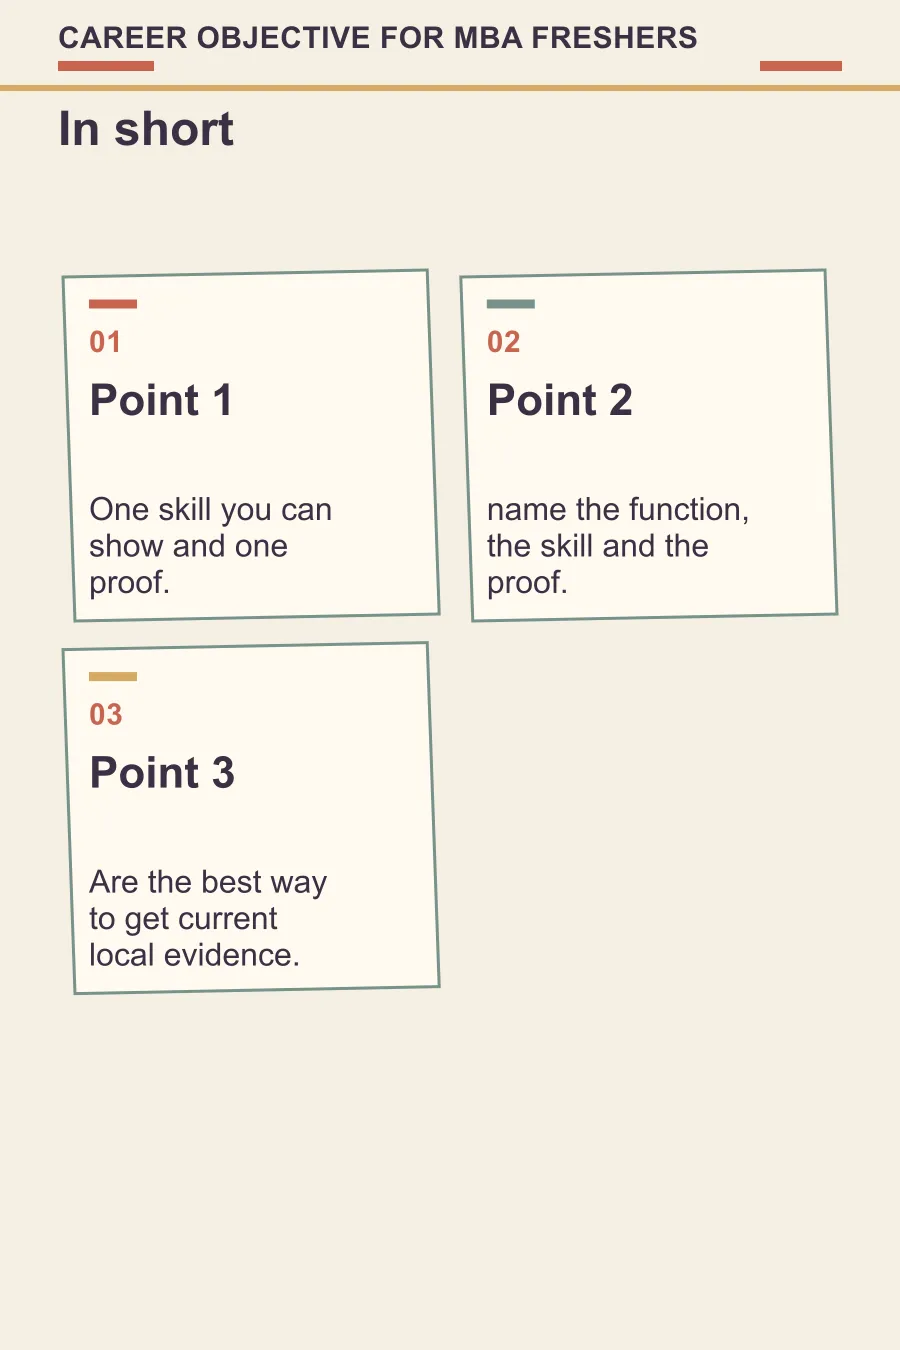 CAREER OBJECTIVE FOR MBA FRESHERS
In short
01
Point 1
One skill you can
show and one
proof.
02
Point 2
name the function,
the skill and the
proof.
03
Point 3
Are the best way
to get current
local evidence.